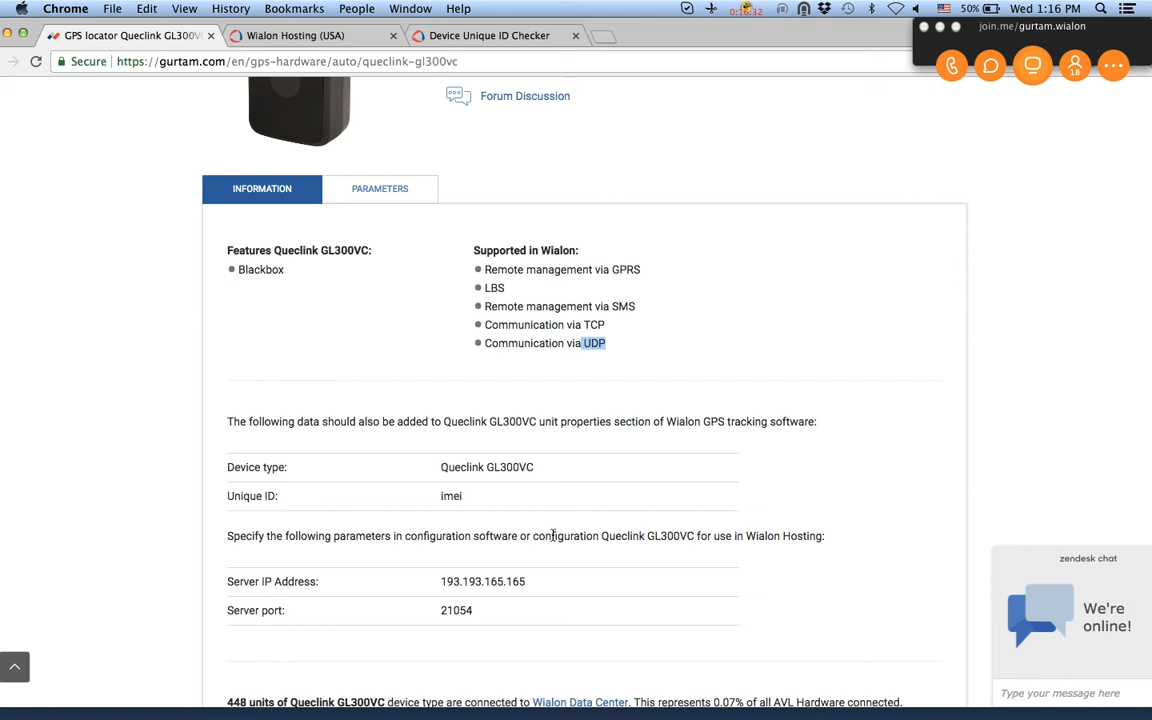 Chrome File Edit View History Bookmarks People Window Help 0:16:32 50% Wed 1:16 PM
GPS locator Queclink GL300V Wialon Hosting (USA) Device Unique ID Checker join.me/gurtam.wialon
Secure https://gurtam.com/en/gps-hardware/auto/queclink-gl300vc
18
Forum Discussion
INFORMATION PARAMETERS
Features Queclink GL300VC: Supported in Wialon:
Blackbox Remote management via GPRS
LBS
Remote management via SMS
Communication via TCP
Communication via UDP
The following data should also be added to Queclink GL300VC unit properties section of Wialon GPS tracking software:
Device type: Queclink GL300VC
Unique ID: imei
Specify the following parameters in configuration software or configuration Queclink GL300VC for use in Wialon Hosting:
Server IP Address: 193.193.165.165
Server port: 21054
zendesk chat
We're
online!
Type your message here
448 units of Queclink GL300VC device type are connected to Wialon Data Center. This represents 0.07% of all AVL Hardware connected.